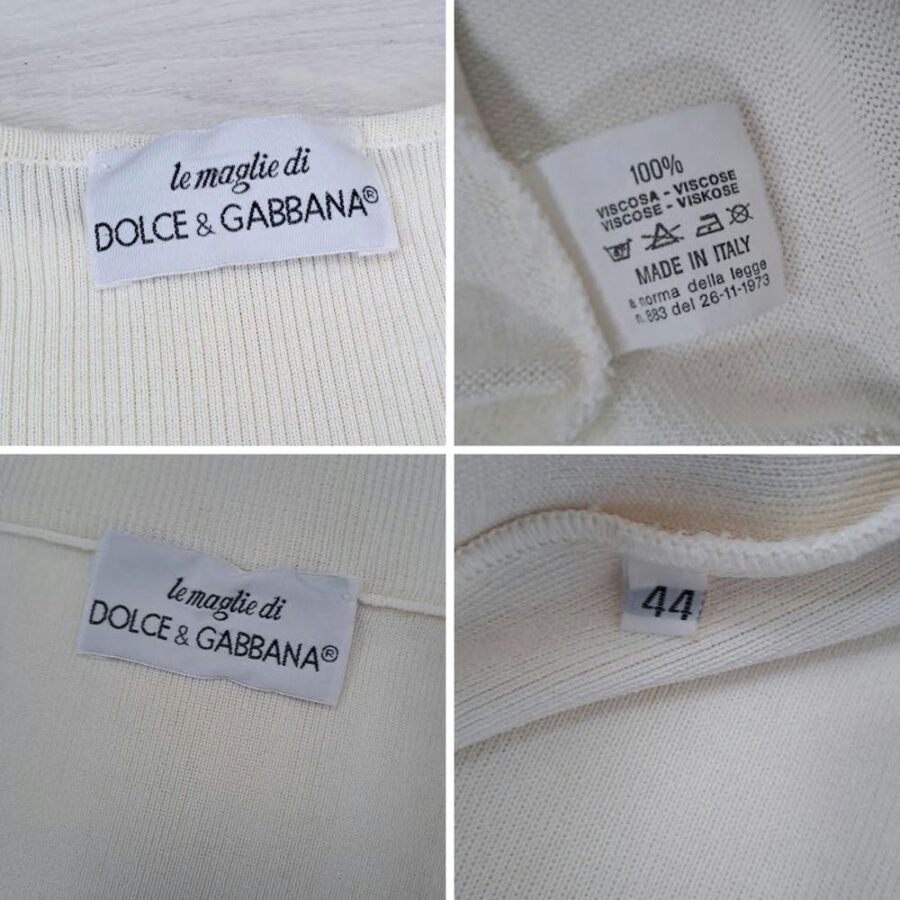 le maglie di
DOLCE & GABBANA®
100%
VISCOSA - VISCOSE
VISCOSE - VISKOSE
MADE IN ITALY
a norma della legge
n. 883 del 26-11-1973
le maglie di
DOLCE & GABBANA®
44